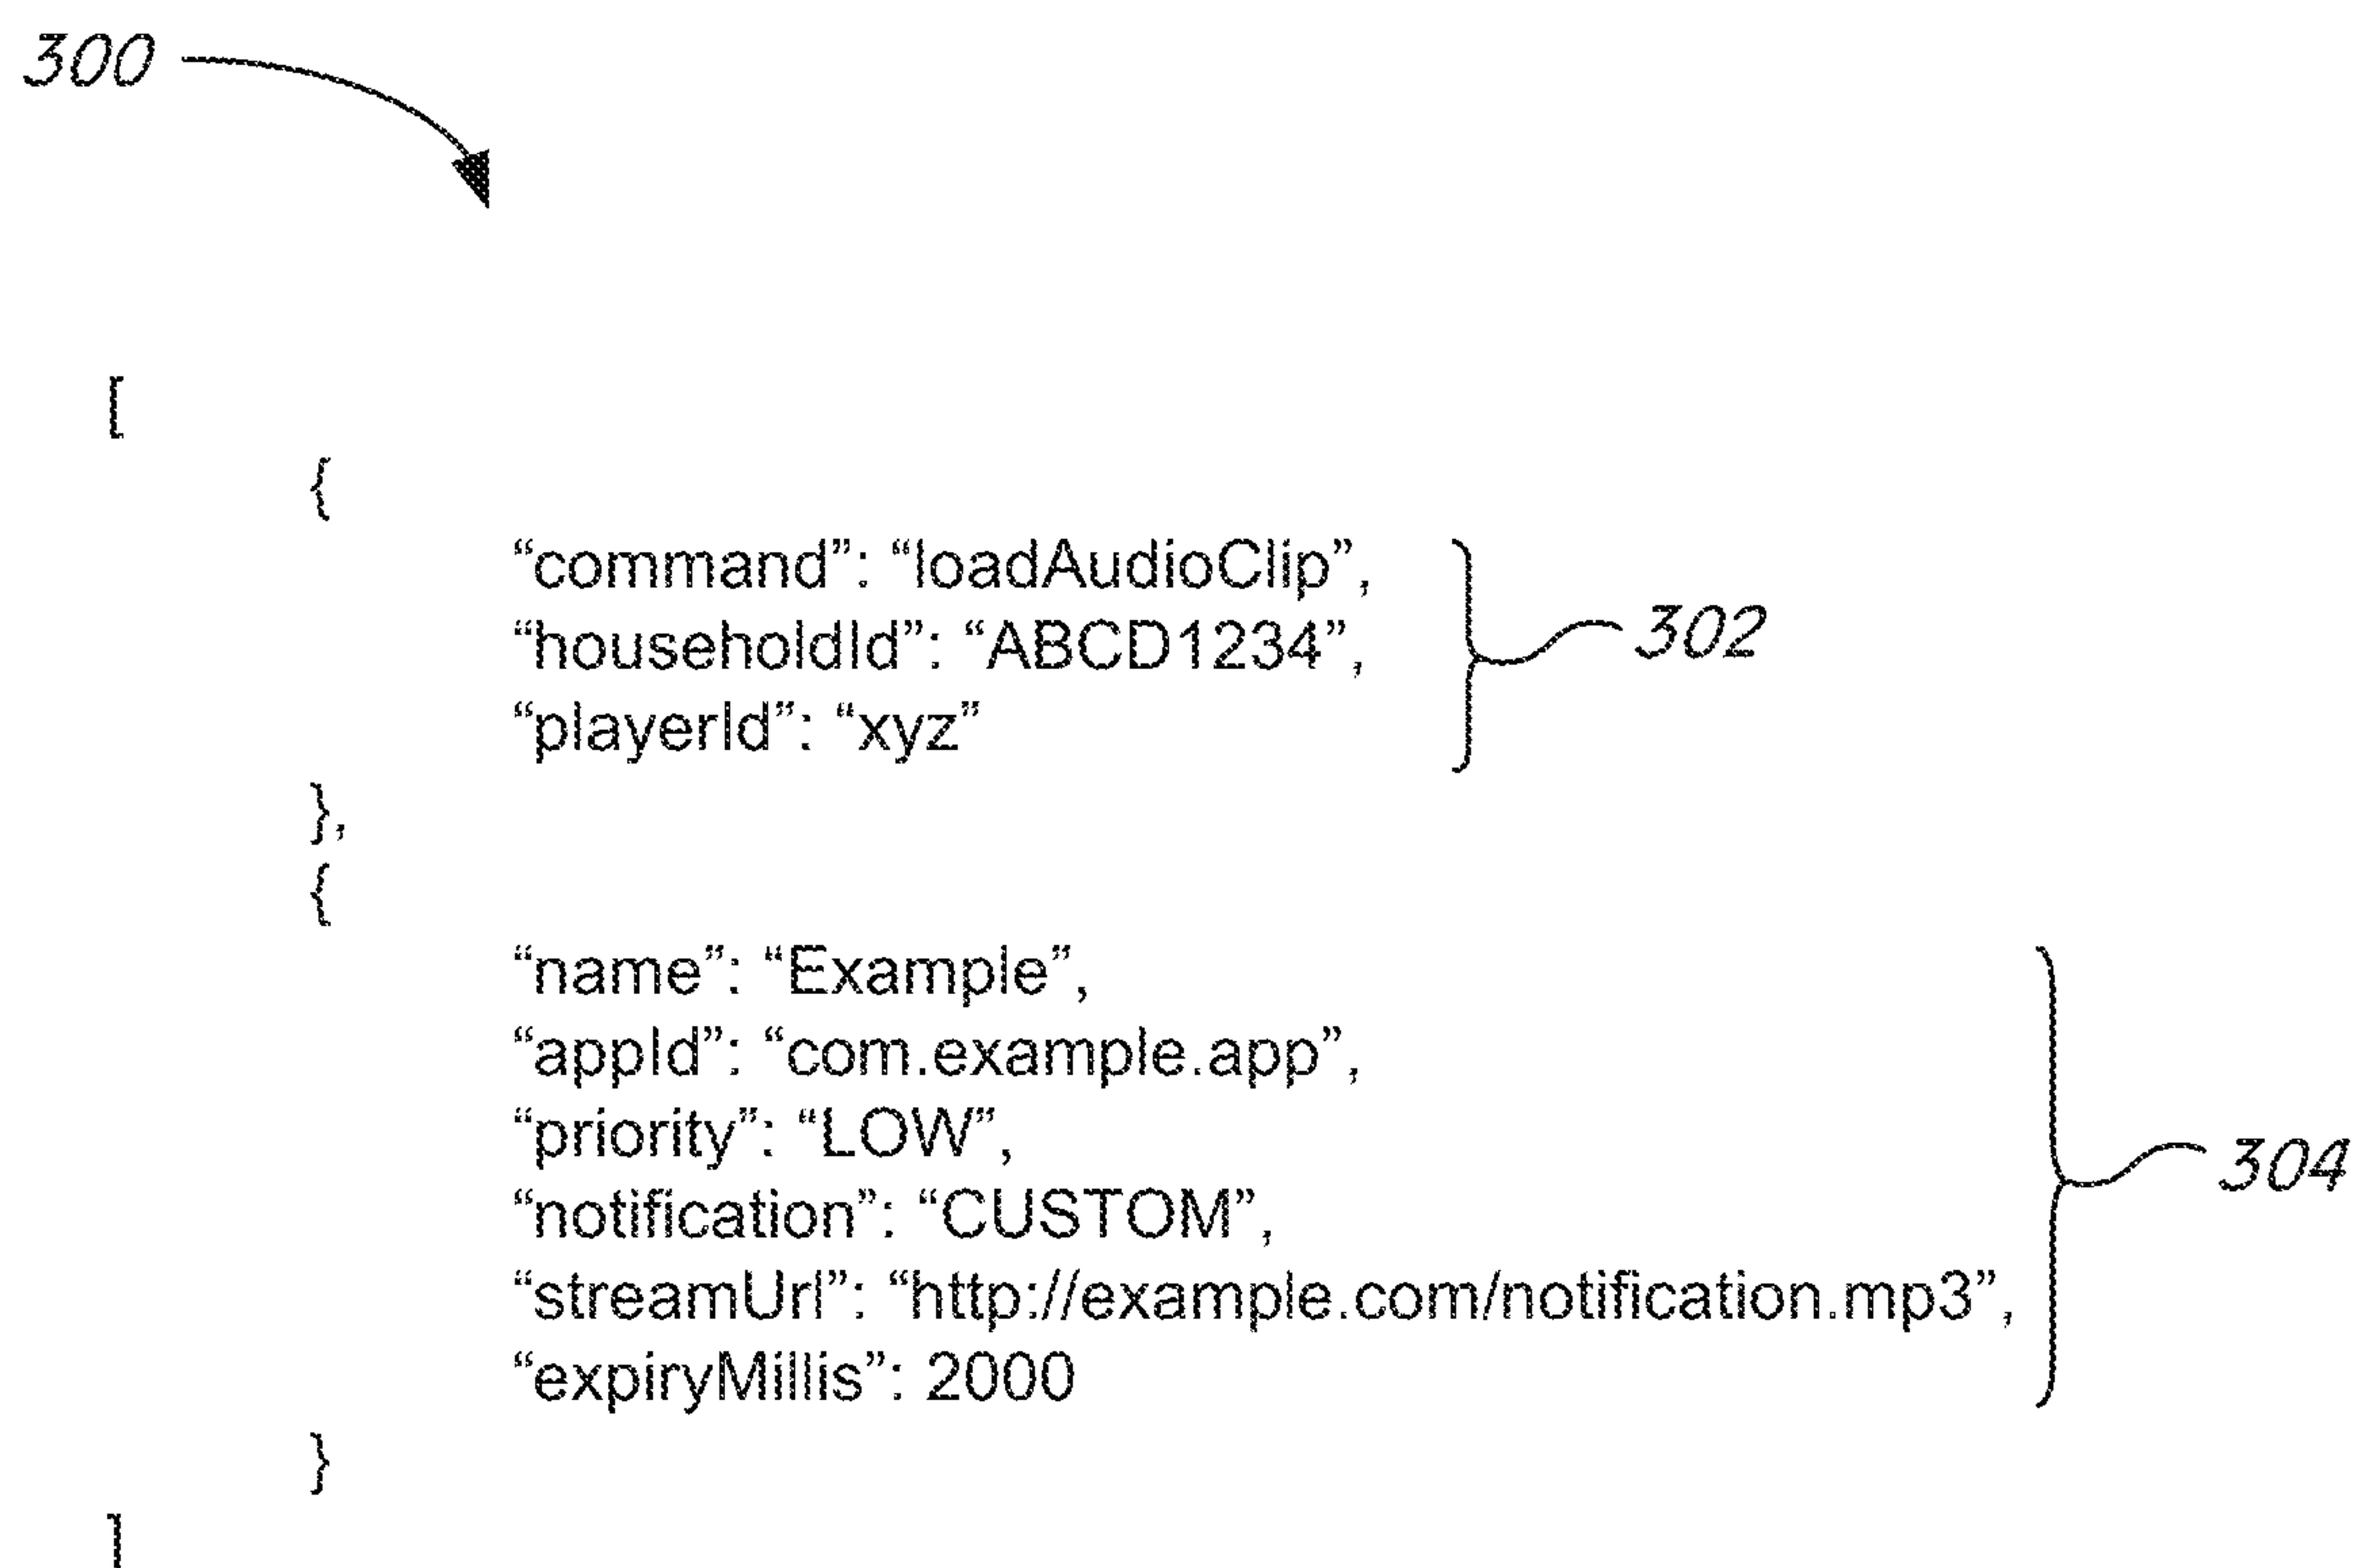 300
[
{
“command”: “loadAudioClip”,
“householdId”: “ABCD1234”,
“playerId”: “xyz”
302
},
{
“name”: “Example”,
“appId”: “com.example.app”,
“priority”: “LOW”,
“notification”: “CUSTOM”,
“streamUrl”: “http://example.com/notification.mp3”,
“expiryMillis”: 2000
304
}
]